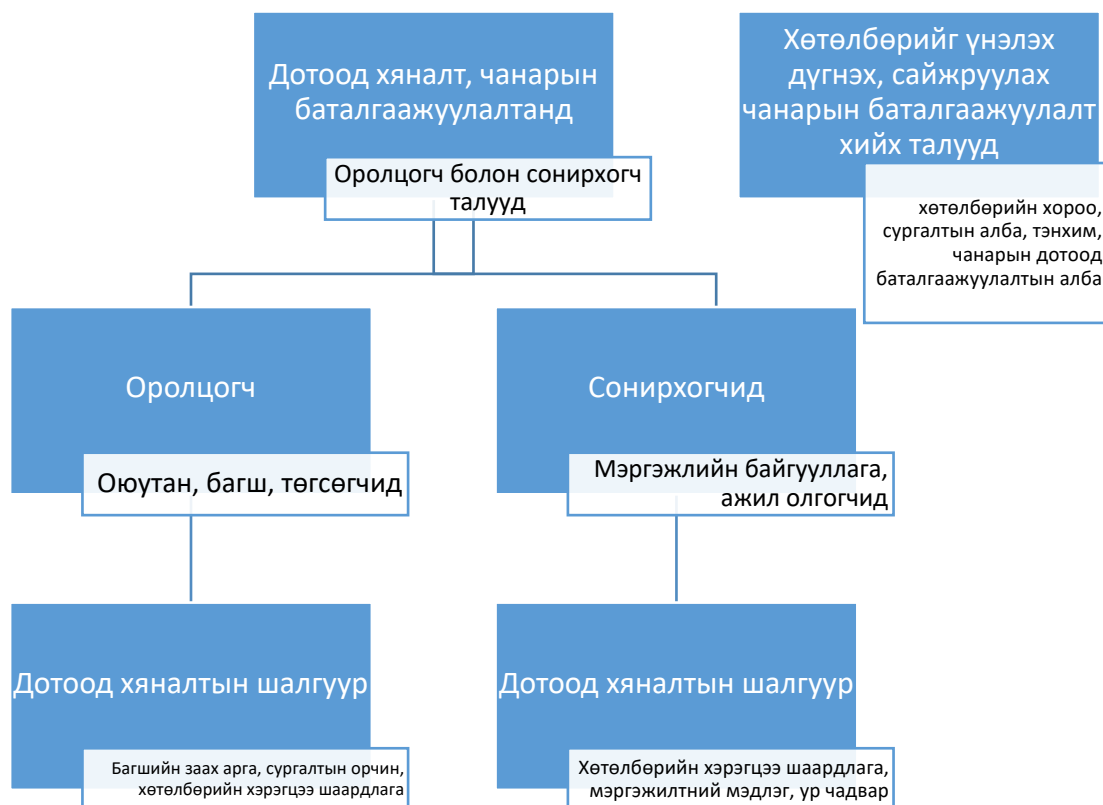 Дотоод хяналт, чанарын
баталгаажуулалтанд
Оролцогч болон сонирхогч
талууд
Хөтөлбөрийг үнэлэх
дүгнэх, сайжруулах
чанарын баталгаажуулалт
хийх талууд
хөтөлбөрийн хороо,
сургалтын алба, тэнхим,
чанарын дотоод
баталгаажуулалтын алба
Оролцогч
Оюутан, багш, төгсөгчид
Сонирхогчид
Мэргэжлийн байгууллага,
ажил олгогчид
Дотоод хяналтын шалгуур
Багшийн заах арга, сургалтын орчин,
хөтөлбөрийн хэрэгцээ шаардлага
Дотоод хяналтын шалгуур
Хөтөлбөрийн хэрэгцээ шаардлага,
мэргэжилтний мэдлэг, ур чадвар